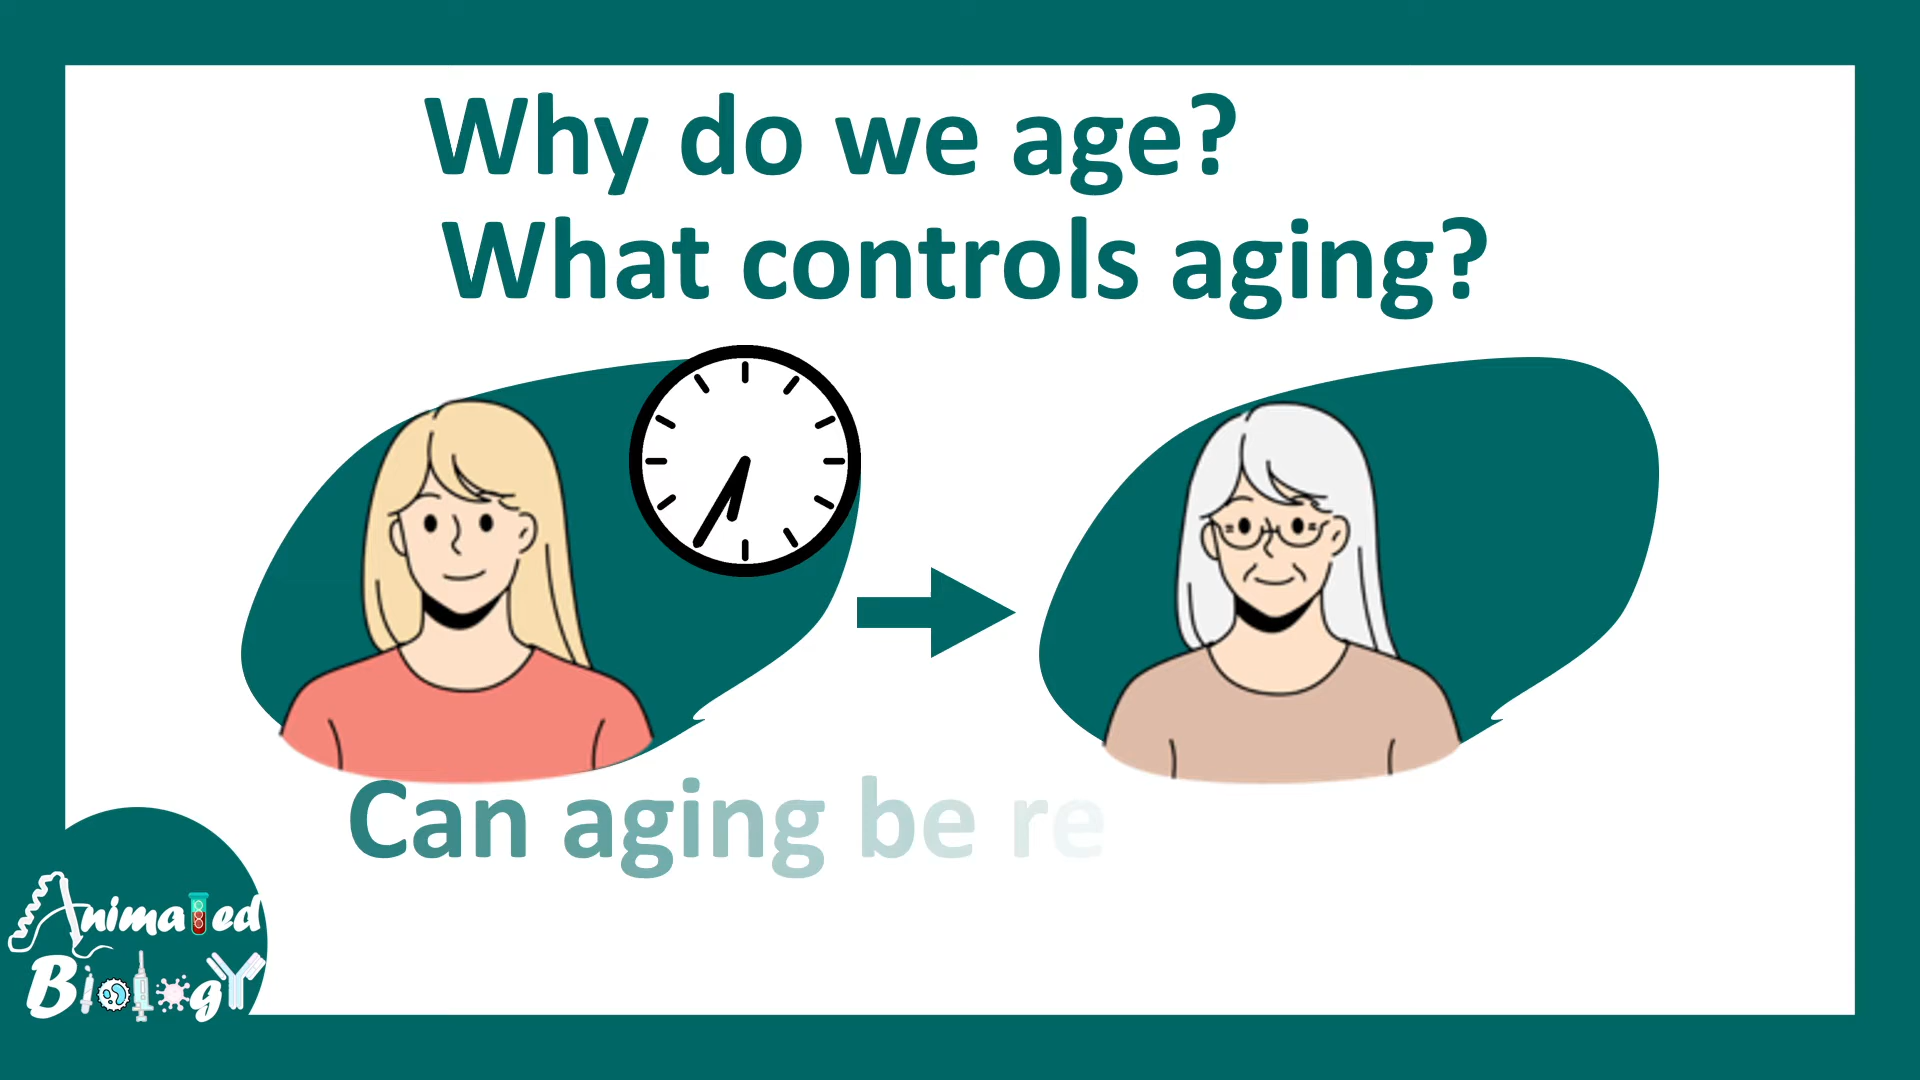 Why do we age?
What controls aging?
Can aging be re
Animated
Biology